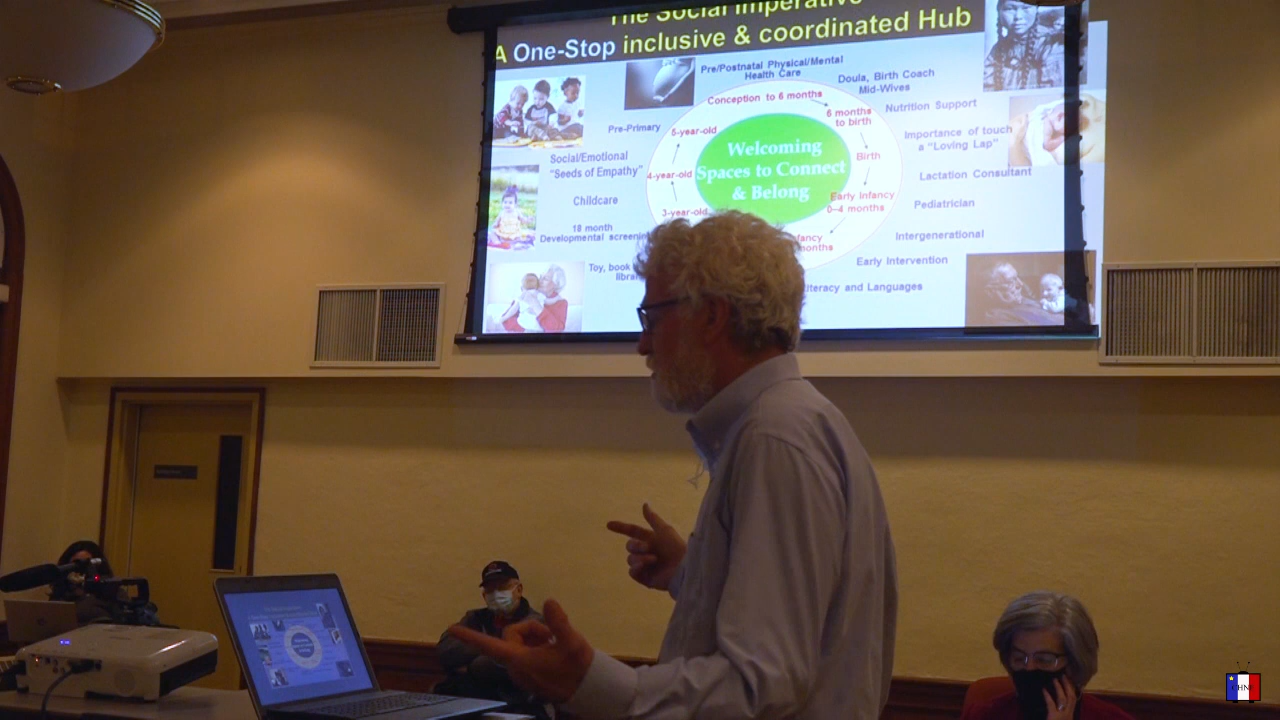 The Social Imperative
A One-Stop inclusive & coordinated Hub
Pre/Postnatal Physical/Mental
Health Care
Doula, Birth Coach
Mid-Wives
Nutrition Support
Importance of touch
a “Loving Lap”
Lactation Consultant
Pediatrician
Intergenerational
Early Intervention
Literacy and Languages
Pre-Primary
Social/Emotional
“Seeds of Empathy”
Childcare
18 month
Developmental screening
Toy, book
Conception to 6 months
6 months
to birth
Birth
Early Infancy
0–4 months
months
3-year-old
4-year-old
5-year-old
Welcoming
Spaces to Connect
& Belong